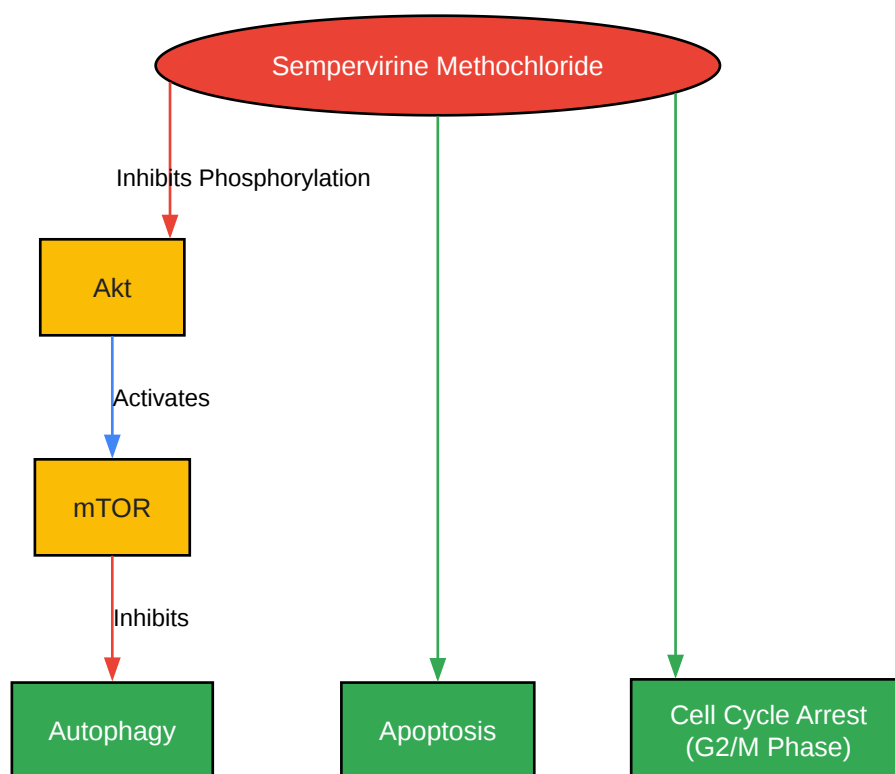 Sempervirine Methochloride
Inhibits Phosphorylation
Akt
Activates
mTOR
Inhibits
Autophagy
Apoptosis
Cell Cycle Arrest
(G2/M Phase)